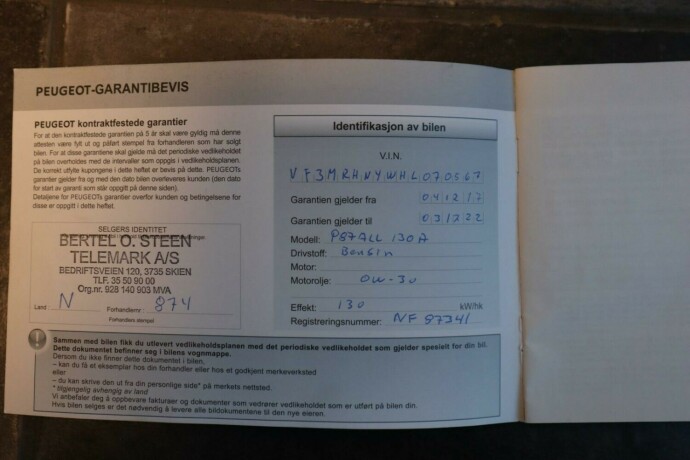 PEUGEOT-GARANTIBEVIS
PEUGEOT kontraktfestede garantier
For at den kontraktfestede garantien på 5 år skal være gyldig må denne
attesten være fylt ut og påført stempel fra forhandleren som har solgt
bilen. For at disse garantiene skal gjelde må det periodiske vedlikeholdet
på bilen overholdes med de intervaller som oppgis i vedlikeholdsplanen.
De korrekt utfylte kupongene i dette heftet er bevis på dette. PEUGEOTs
garantier gjelder fra og med den dato bilen overleveres kunden (den dato
for start av garanti som står oppgitt på denne siden).
Detaljene for PEUGEOTs garantier overfor kunden og betingelsene for
disse er oppgitt i dette heftet.
SELGERS IDENTITET
BERTEL O. STEEN
TELEMARK A/S
BEDRIFTSVEIEN 120, 3735 SKIEN
TLF. 35 50 90 00
Org.nr. 928 140 903 MVA
Land N Forhandlernr.: 874
Forhandlers stempel
Identifikasjon av bilen
V.I.N.
VF3MRHNYWHL070567
Garantien gjelder fra 041217
Garantien gjelder til 031222
Modell: P87ALL 130A
Drivstoff: Bensin
Motor:
Motorolje: 0W-30
Effekt: 130 kW/hk
Registreringsnummer: NF 87341
Sammen med bilen fikk du utlevert vedlikeholdsplanen med det periodiske vedlikeholdet som gjelder spesielt for din bil.
Dette dokumentet befinner seg i bilens vognmappe.
Dersom du ikke finner dette dokumentet i bilen.
– kan du få et eksemplar hos din forhandler eller hos et godkjent merkeverksted
eller
– du kan skrive den ut fra din personlige side* på merkets nettsted.
* tilgjengelig avhengig av land
Vi anbefaler deg å oppbevare fakturaer og dokumenter som vedrører vedlikeholdet som er utført på bilen din.
Hvis bilen selges er det nødvendig å levere alle bildokumentene til den nye eieren.